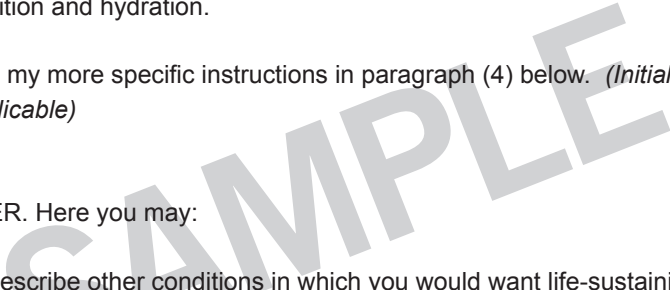 ition and hydration.
my more specific instructions in paragraph (4) below. (Initial
licable)
ER. Here you may:
escribe other conditions in which you would want life-sustaini
SAMPLE